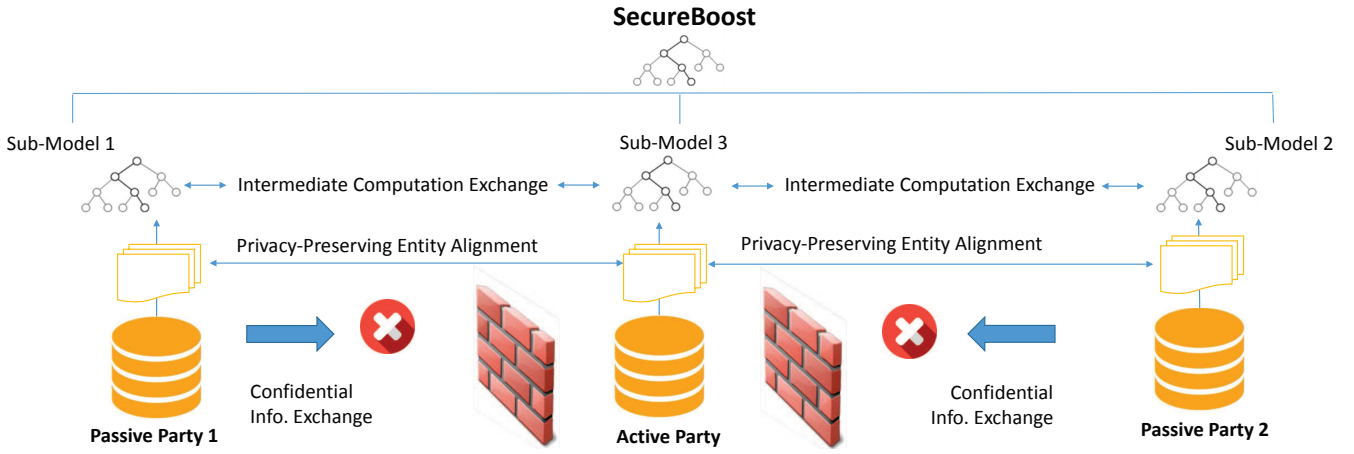 SecureBoost
Sub-Model 1
Sub-Model 3
Sub-Model 2
Intermediate Computation Exchange
Intermediate Computation Exchange
Privacy-Preserving Entity Alignment
Privacy-Preserving Entity Alignment
Confidential
Info. Exchange
Confidential
Info. Exchange
Passive Party 1
Active Party
Passive Party 2